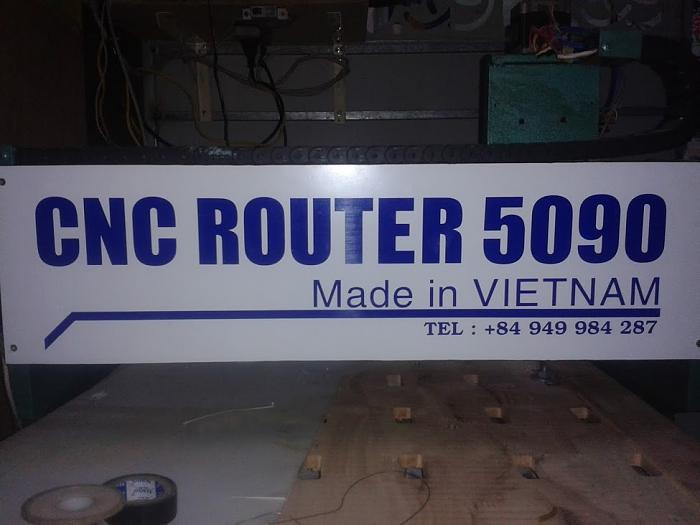 CNC ROUTER 5090
Made in VIETNAM
TEL : +84 949 984 287